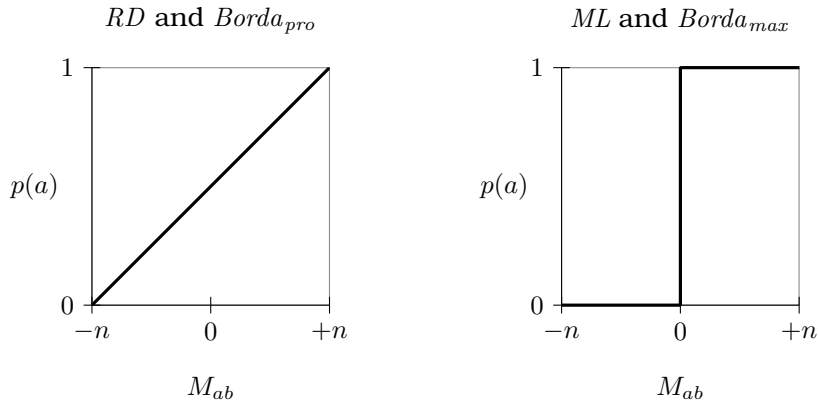 RD and Borda_pro
1
p(a)
0
−n
0
+n
M_ab
ML and Borda_max
1
p(a)
0
−n
0
+n
M_ab